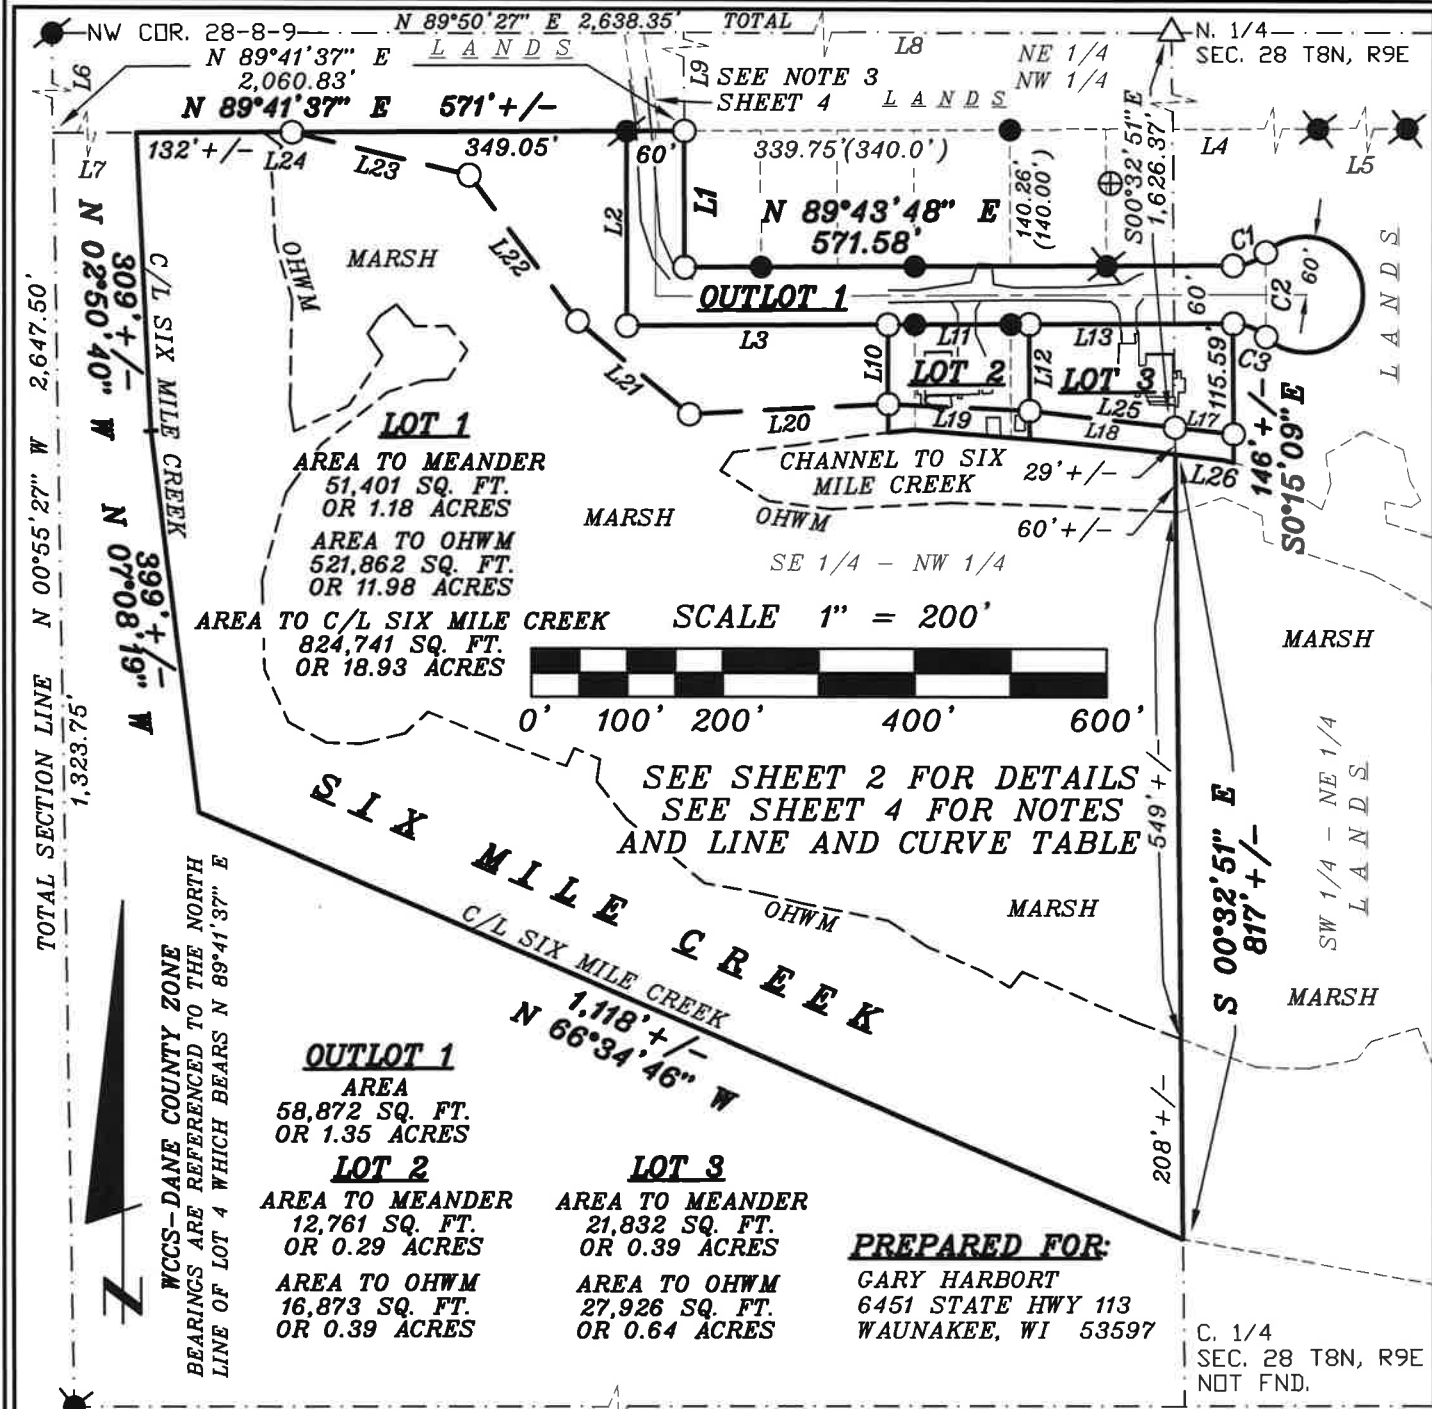 NW COR. 28-8-9
N 89°50'27" E 2,638.35' TOTAL
N. 1/4
SEC. 28 T8N, R9E
L6
N 89°41'37" E
2,060.83'
LANDS
L9
SEE NOTE 3
SHEET 4
L8
LANDS
NE 1/4
NW 1/4
N 89°41'37" E 571'+/-
L7
132'+/-
L24
L23
349.05'
60'
339.75'(340.0')
L4
L5
S00°32'51"E
1,626.37'
L2
L1
N 89°43'48" E
571.58'
140.26'
(140.00')
C1
60'
C2
C3
60'
LANDS
OHWM
MARSH
L22
OUTLOT 1
L3
L11
L13
L10
LOT 2
L12
LOT 3
115.59'
L21
L20
L19
L25
L18
L17
L26
146'+/-
S0°15'09"E
N 02°50'40" W
309'+/-
C/L SIX MILE CREEK
N 07°08'19" W
399'+/-
TOTAL SECTION LINE N 00°55'27" W 2,647.50'
1,323.75'
LOT 1
AREA TO MEANDER
51,401 SQ. FT.
OR 1.18 ACRES
AREA TO OHWM
521,862 SQ. FT.
OR 11.98 ACRES
AREA TO C/L SIX MILE CREEK
824,741 SQ. FT.
OR 18.93 ACRES
CHANNEL TO SIX
MILE CREEK
29'+/-
MARSH
OHWM
60'+/-
SE 1/4 - NW 1/4
SCALE 1" = 200'
0' 100' 200' 400' 600'
MARSH
SEE SHEET 2 FOR DETAILS
SEE SHEET 4 FOR NOTES
AND LINE AND CURVE TABLE
549'+/-
S 00°32'51" E
817'+/-
SW 1/4 - NE 1/4
LANDS
SIX MILE CREEK
C/L SIX MILE CREEK
1,118'+/-
N 66°34'46" W
OHWM
MARSH
MARSH
208'+/-
WCCS-DANE COUNTY ZONE
BEARINGS ARE REFERENCED TO THE NORTH
LINE OF LOT 4 WHICH BEARS N 89°41'37" E
N
OUTLOT 1
AREA
58,872 SQ. FT.
OR 1.35 ACRES
LOT 2
AREA TO MEANDER
12,761 SQ. FT.
OR 0.29 ACRES
AREA TO OHWM
16,873 SQ. FT.
OR 0.39 ACRES
LOT 3
AREA TO MEANDER
21,832 SQ. FT.
OR 0.39 ACRES
AREA TO OHWM
27,926 SQ. FT.
OR 0.64 ACRES
PREPARED FOR:
GARY HARBORT
6451 STATE HWY 113
WAUNAKEE, WI 53597
C. 1/4
SEC. 28 T8N, R9E
NOT FND.